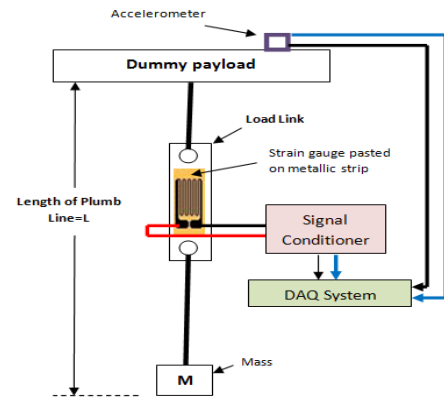 Accelerometer
Dummy payload
Load Link
Strain gauge pasted
on metallic strip
Length of Plumb
Line=L
Signal
Conditioner
DAQ System
Mass
M